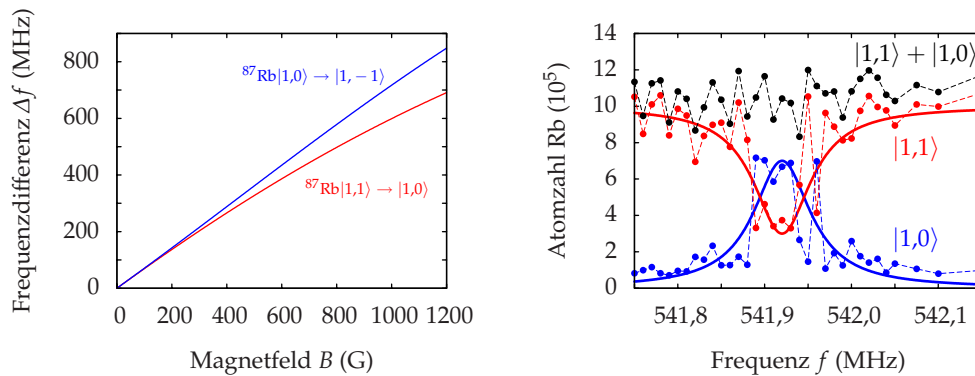 Frequenzdifferenz Δf (MHz)
800
600
400
200
0
⁸⁷Rb|1,0⟩ → |1,−1⟩
⁸⁷Rb|1,1⟩ → |1,0⟩
0 200 400 600 800 1000 1200
Magnetfeld B (G)
Atomzahl Rb (10⁵)
14
12
10
8
6
4
2
0
|1,1⟩ + |1,0⟩
|1,1⟩
|1,0⟩
541,8 541,9 542,0 542,1
Frequenz f (MHz)